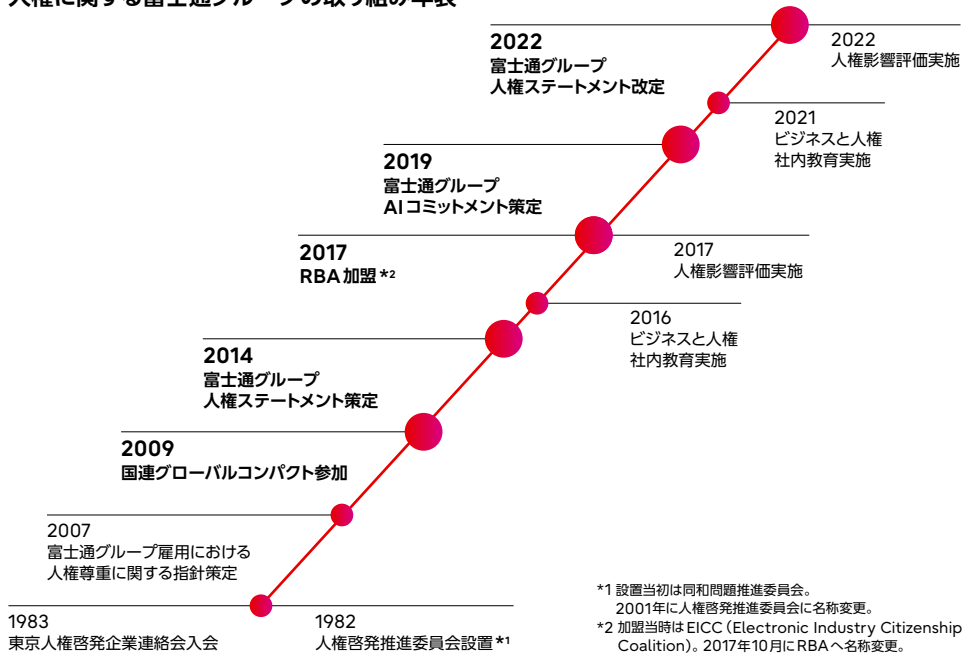 人権に関する富士通グループの取り組み年表
2022
富士通グループ
人権ステートメント改定
2022
人権影響評価実施
2021
ビジネスと人権
社内教育実施
2019
富士通グループ
AIコミットメント策定
2017
RBA加盟*2
2017
人権影響評価実施
2016
ビジネスと人権
社内教育実施
2014
富士通グループ
人権ステートメント策定
2009
国連グローバルコンパクト参加
2007
富士通グループ雇用における
人権尊重に関する指針策定
1983
東京人権啓発企業連絡会入会
1982
人権啓発推進委員会設置*1
*1 設置当初は同和問題推進委員会。
2001年に人権啓発推進委員会に名称変更。
*2 加盟当時はEICC(Electronic Industry Citizenship
Coalition)。2017年10月にRBAへ名称変更。